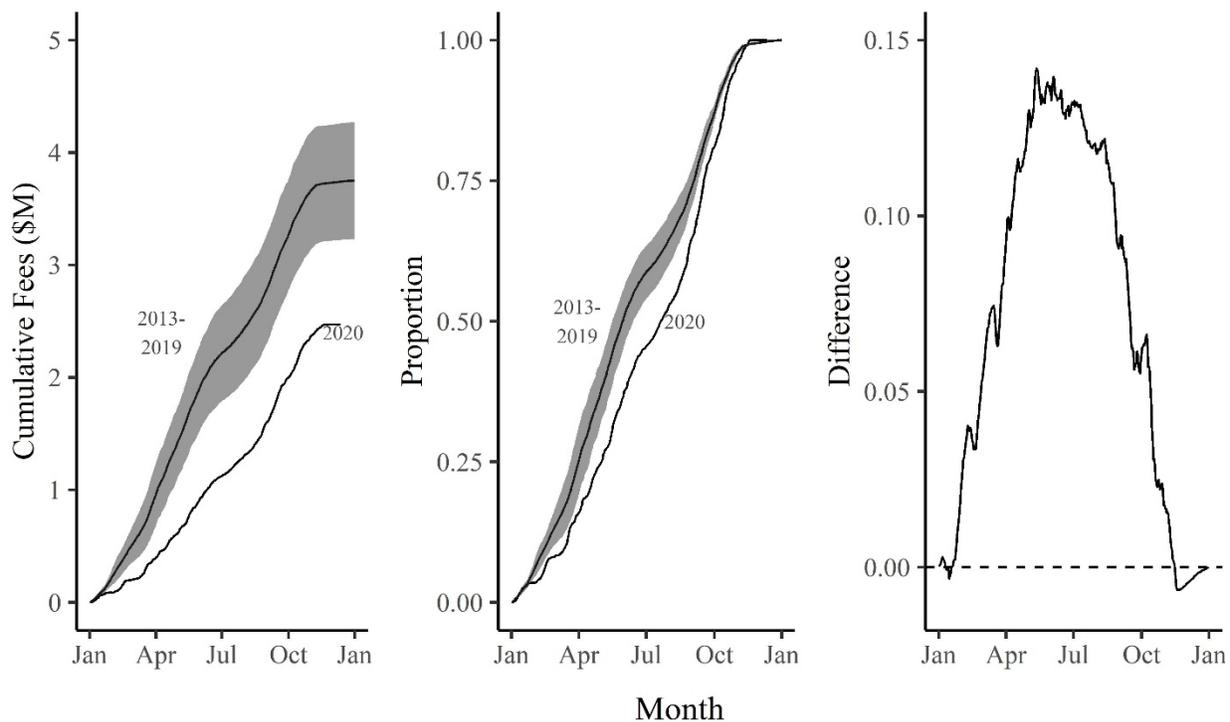 Cumulative Fees ($M)
5
4
3
2
1
0
2013-
2019
2020
Jan
Apr
Jul
Oct
Jan
Proportion
1.00
0.75
0.50
0.25
0.00
2013-
2019
2020
Jan
Apr
Jul
Oct
Jan
Difference
0.15
0.10
0.05
0.00
Jan
Apr
Jul
Oct
Jan
Month